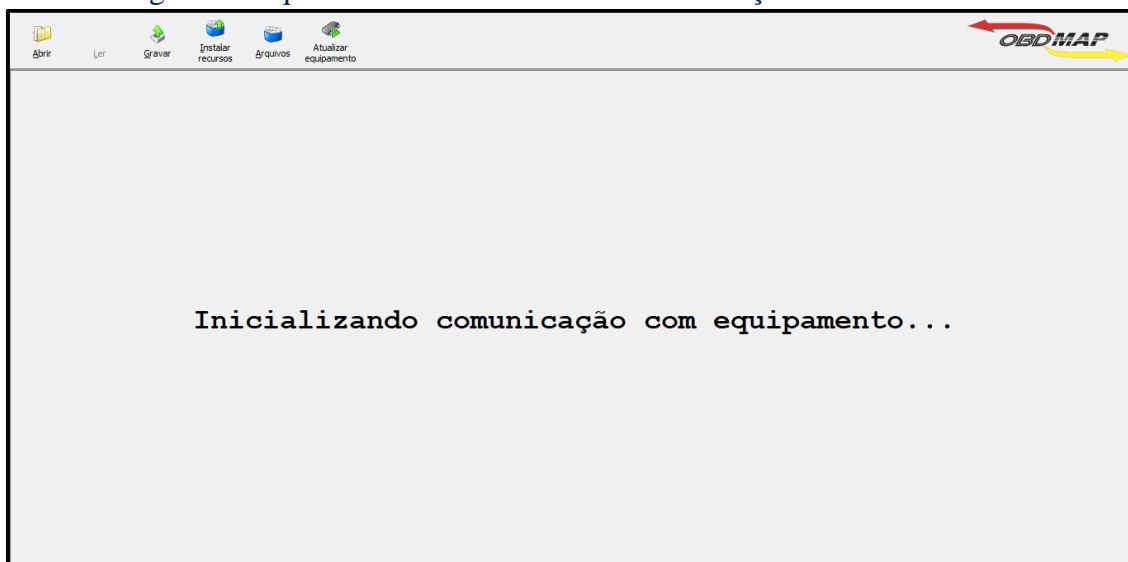 Abrir
Ler
Gravar
Instalar
recursos
Arquivos
Atualizar
equipamento
OBDMAP
Inicializando comunicação com equipamento...